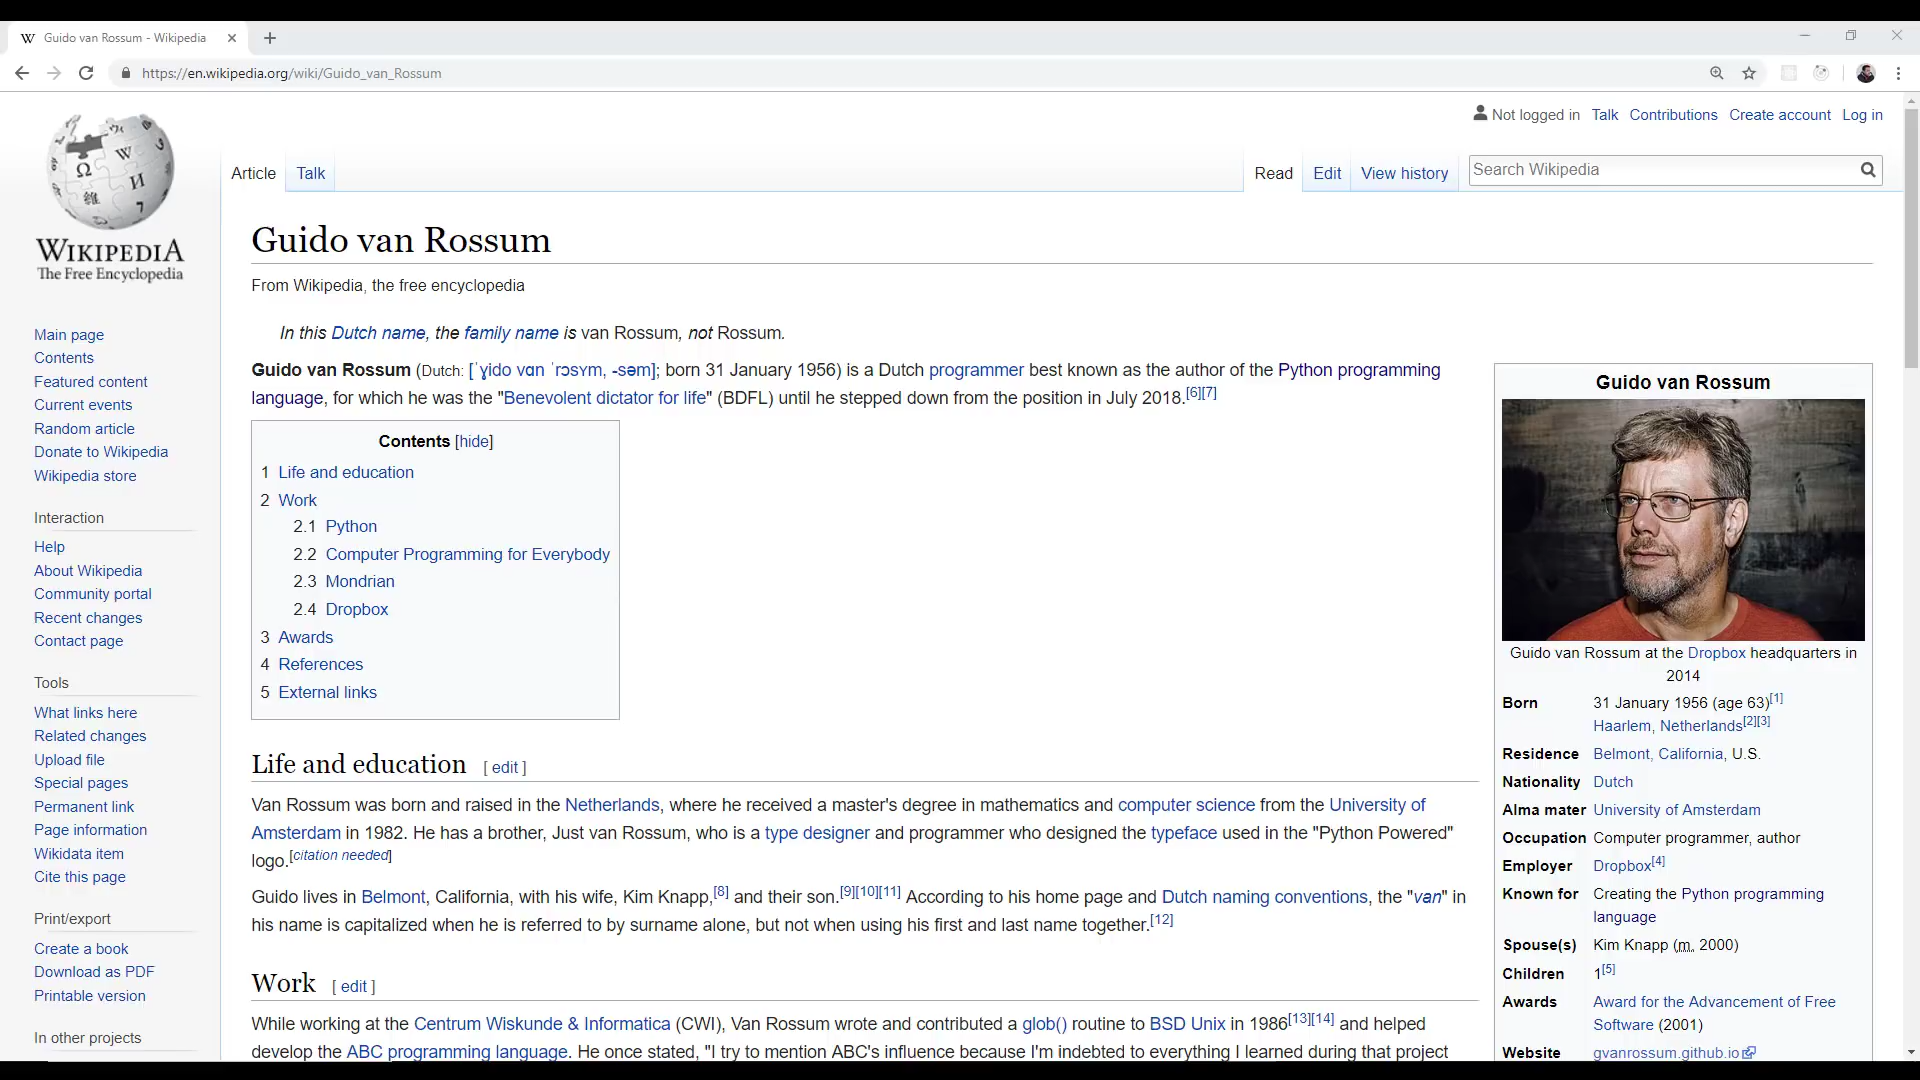 Guido van Rossum - Wikipedia
https://en.wikipedia.org/wiki/Guido_van_Rossum
Not logged in Talk Contributions Create account Log in
Article Talk Read Edit View history Search Wikipedia
WIKIPEDIA
The Free Encyclopedia
Main page
Contents
Featured content
Current events
Random article
Donate to Wikipedia
Wikipedia store
Interaction
Help
About Wikipedia
Community portal
Recent changes
Contact page
Tools
What links here
Related changes
Upload file
Special pages
Permanent link
Page information
Wikidata item
Cite this page
Print/export
Create a book
Download as PDF
Printable version
In other projects
Guido van Rossum
From Wikipedia, the free encyclopedia
In this Dutch name, the family name is van Rossum, not Rossum.
Guido van Rossum (Dutch: [ˈɣido vɑn ˈrɔsʏm, -səm]; born 31 January 1956) is a Dutch programmer best known as the author of the Python programming
language, for which he was the "Benevolent dictator for life" (BDFL) until he stepped down from the position in July 2018.[6][7]
Contents [hide]
1 Life and education
2 Work
2.1 Python
2.2 Computer Programming for Everybody
2.3 Mondrian
2.4 Dropbox
3 Awards
4 References
5 External links
Life and education [ edit ]
Van Rossum was born and raised in the Netherlands, where he received a master's degree in mathematics and computer science from the University of
Amsterdam in 1982. He has a brother, Just van Rossum, who is a type designer and programmer who designed the typeface used in the "Python Powered"
logo.[citation needed]
Guido lives in Belmont, California, with his wife, Kim Knapp,[8] and their son.[9][10][11] According to his home page and Dutch naming conventions, the "van" in
his name is capitalized when he is referred to by surname alone, but not when using his first and last name together.[12]
Work [ edit ]
While working at the Centrum Wiskunde & Informatica (CWI), Van Rossum wrote and contributed a glob() routine to BSD Unix in 1986[13][14] and helped
develop the ABC programming language. He once stated, "I try to mention ABC's influence because I'm indebted to everything I learned during that project
Guido van Rossum
Guido van Rossum at the Dropbox headquarters in
2014
Born 31 January 1956 (age 63)[1]
Haarlem, Netherlands[2][3]
Residence Belmont, California, U.S.
Nationality Dutch
Alma mater University of Amsterdam
Occupation Computer programmer, author
Employer Dropbox[4]
Known for Creating the Python programming
language
Spouse(s) Kim Knapp (m. 2000)
Children 1[5]
Awards Award for the Advancement of Free
Software (2001)
Website gvanrossum.github.io